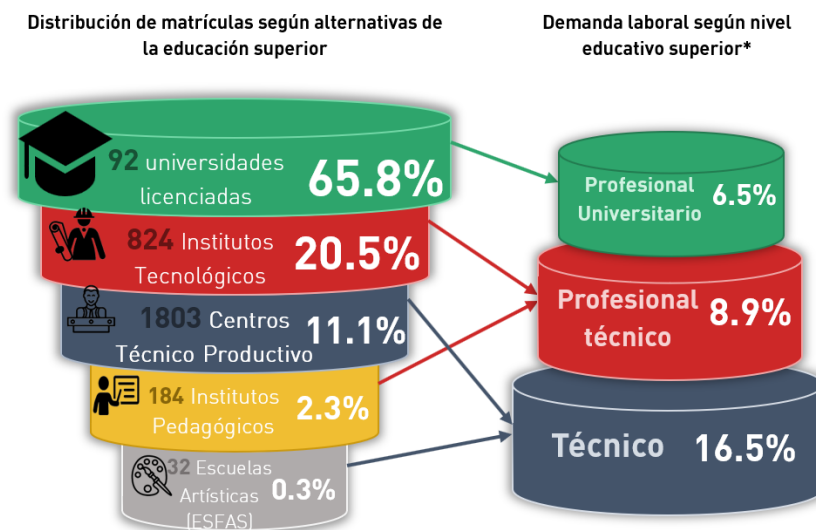 Distribución de matrículas según alternativas de
la educación superior
92 universidades
licenciadas
65.8%
824 Institutos
Tecnológicos
20.5%
1803 Centros
Técnico Productivo
11.1%
184 Institutos
Pedagógicos
2.3%
32 Escuelas
Artísticas
(ESFAS)
0.3%
Demanda laboral según nivel
educativo superior*
Profesional
Universitario
6.5%
Profesional
técnico
8.9%
Técnico
16.5%